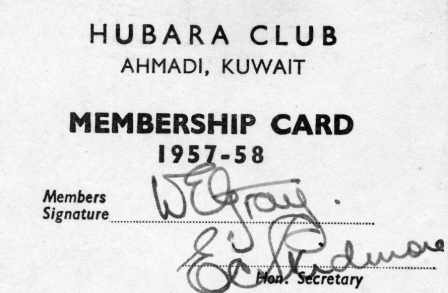 HUBARA CLUB
AHMADI, KUWAIT
MEMBERSHIP CARD
1957-58
Members
Signature
Hon. Secretary